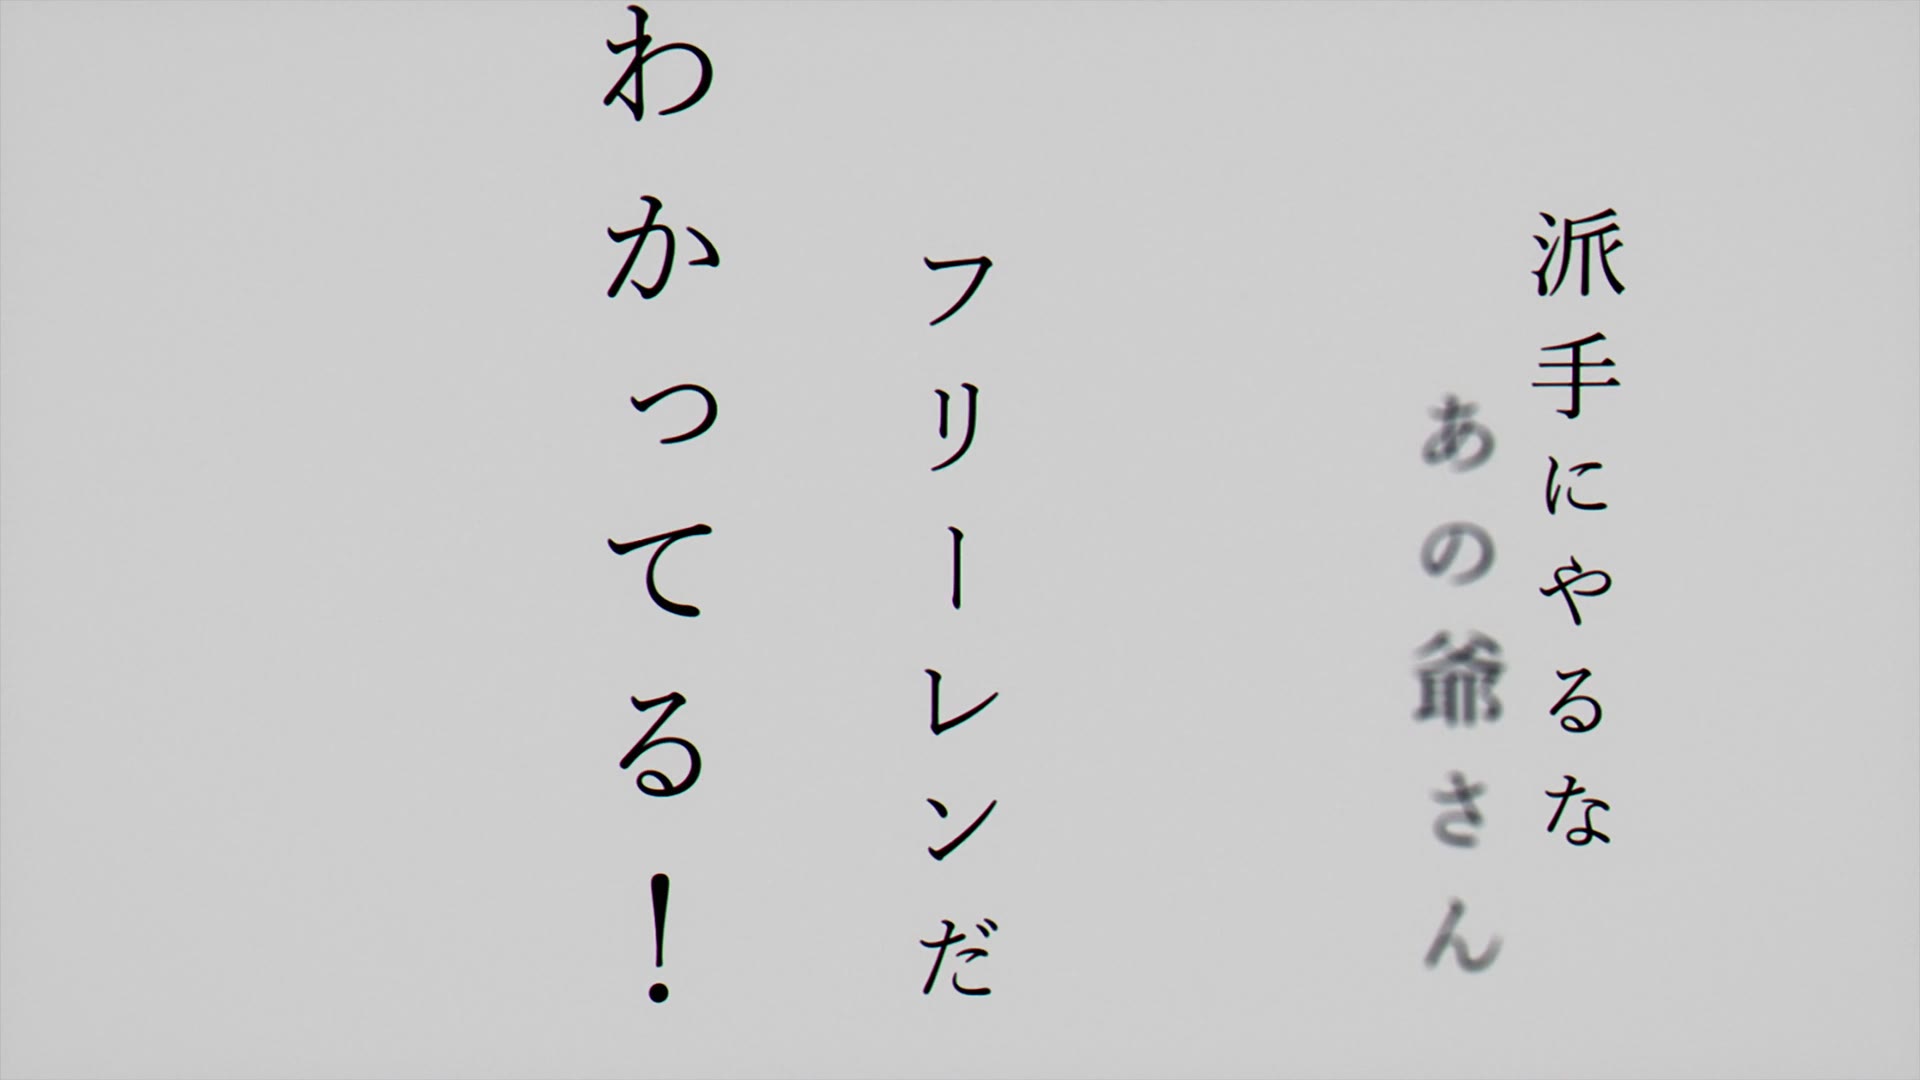 派手にやるな
あの爺さん
フリーレンだ
わかってる！